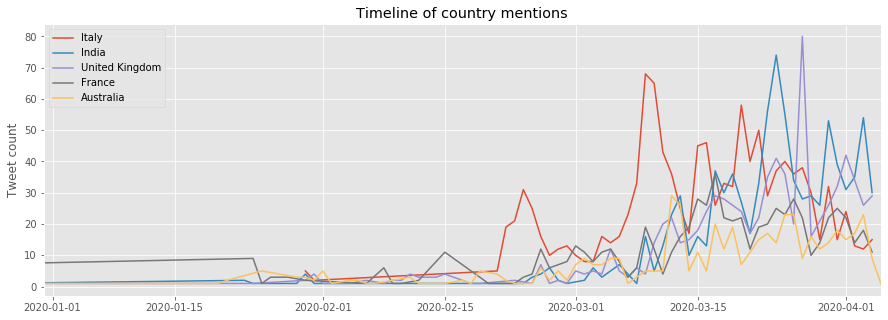 Timeline of country mentions
Italy
India
United Kingdom
France
Australia
Tweet count
80
70
60
50
40
30
20
10
0
2020-01-01 2020-01-15 2020-02-01 2020-02-15 2020-03-01 2020-03-15 2020-04-01